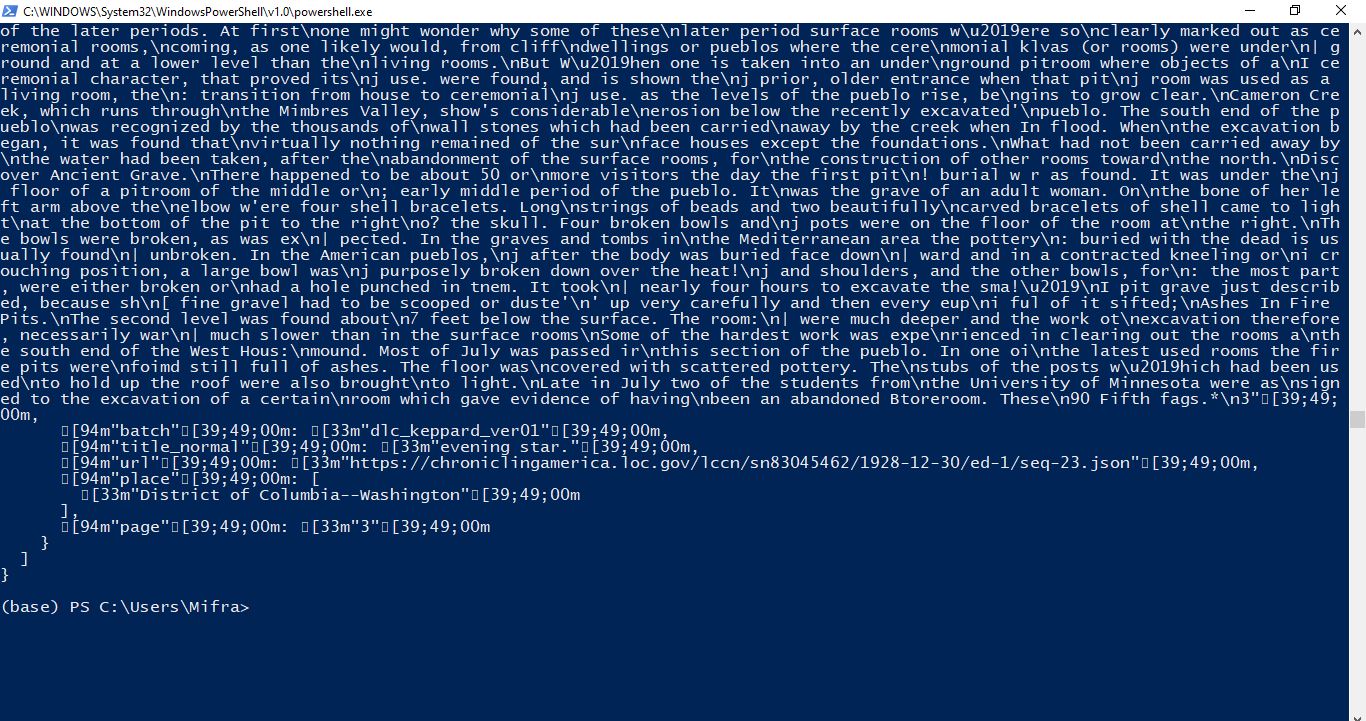 C:\WINDOWS\System32\WindowsPowerShell\v1.0\powershell.exe
of the later periods. At first\none might wonder why some of these\nlater period surface rooms w\u2019ere so\nclearly marked out as ce
remonial rooms,\ncoming, as one likely would, from cliff\ndwellings or pueblos where the cere\nmonial klvas (or rooms) were under\n| g
round and at a lower level than the\nliving rooms.\nBut W\u2019hen one is taken into an under\nground pitroom where objects of a\nI ce
remonial character, that proved its\nj use. were found, and is shown the\nj prior, older entrance when that pit\nj room was used as a 
living room, the\n: transition from house to ceremonial\nj use. as the levels of the pueblo rise, be\ngins to grow clear.\nCameron Cre
ek, which runs through\nthe Mimbres Valley, show's considerable\nerosion below the recently excavated'\npueblo. The south end of the p
ueblo\nwas recognized by the thousands of\nwall stones which had been carried\naway by the creek when In flood. When\nthe excavation b
egan, it was found that\nvirtually nothing remained of the sur\nface houses except the foundations.\nWhat had not been carried away by
\nthe water had been taken, after the\nabandonment of the surface rooms, for\nthe construction of other rooms toward\nthe north.\nDisc
over Ancient Grave.\nThere happened to be about 50 or\nmore visitors the day the first pit\n! burial w r as found. It was under the\nj
 floor of a pitroom of the middle or\n; early middle period of the pueblo. It\nwas the grave of an adult woman. On\nthe bone of her le
ft arm above the\nelbow w'ere four shell bracelets. Long\nstrings of beads and two beautifully\ncarved bracelets of shell came to ligh
t\nat the bottom of the pit to the right\no? the skull. Four broken bowls and\nj pots were on the floor of the room at\nthe right.\nTh
e bowls were broken, as was ex\n| pected. In the graves and tombs in\nthe Mediterranean area the pottery\n: buried with the dead is us
ually found\n| unbroken. In the American pueblos,\nj after the body was buried face down\n| ward and in a contracted kneeling or\ni cr
ouching position, a large bowl was\nj purposely broken down over the heat!\nj and shoulders, and the other bowls, for\n: the most part
, were either broken or\nhad a hole punched in tnem. It took\n| nearly four hours to excavate the sma!\u2019\nI pit grave just describ
ed, because sh\n[ fine gravel had to be scooped or duste'\n' up very carefully and then every eup\ni ful of it sifted;\nAshes In Fire 
Pits.\nThe second level was found about\n7 feet below the surface. The room:\n| were much deeper and the work ot\nexcavation therefore
, necessarily war\n| much slower than in the surface rooms\nSome of the hardest work was expe\nrienced in clearing out the rooms a\nth
e south end of the West Hous:\nmound. Most of July was passed ir\nthis section of the pueblo. In one oi\nthe latest used rooms the fir
e pits were\nfoimd still full of ashes. The floor was\ncovered with scattered pottery. The\nstubs of the posts w\u2019hich had been us
ed\nto hold up the roof were also brought\nto light.\nLate in July two of the students from\nthe University of Minnesota were as\nsign
ed to the excavation of a certain\nroom which gave evidence of having\nbeen an abandoned Btoreroom. These\n90 Fifth fags.*\n3"▯[39;49;
00m,
▯[94m"batch"▯[39;49;00m: ▯[33m"dlc_keppard_ver01"▯[39;49;00m,
▯[94m"title_normal"▯[39;49;00m: ▯[33m"evening star."▯[39;49;00m,
▯[94m"url"▯[39;49;00m: ▯[33m"https://chroniclingamerica.loc.gov/lccn/sn83045462/1928-12-30/ed-1/seq-23.json"▯[39;49;00m,
▯[94m"place"▯[39;49;00m: [
▯[33m"District of Columbia--Washington"▯[39;49;00m
],
▯[94m"page"▯[39;49;00m: ▯[33m"3"▯[39;49;00m
}
]
}
(base) PS C:\Users\Mifra>